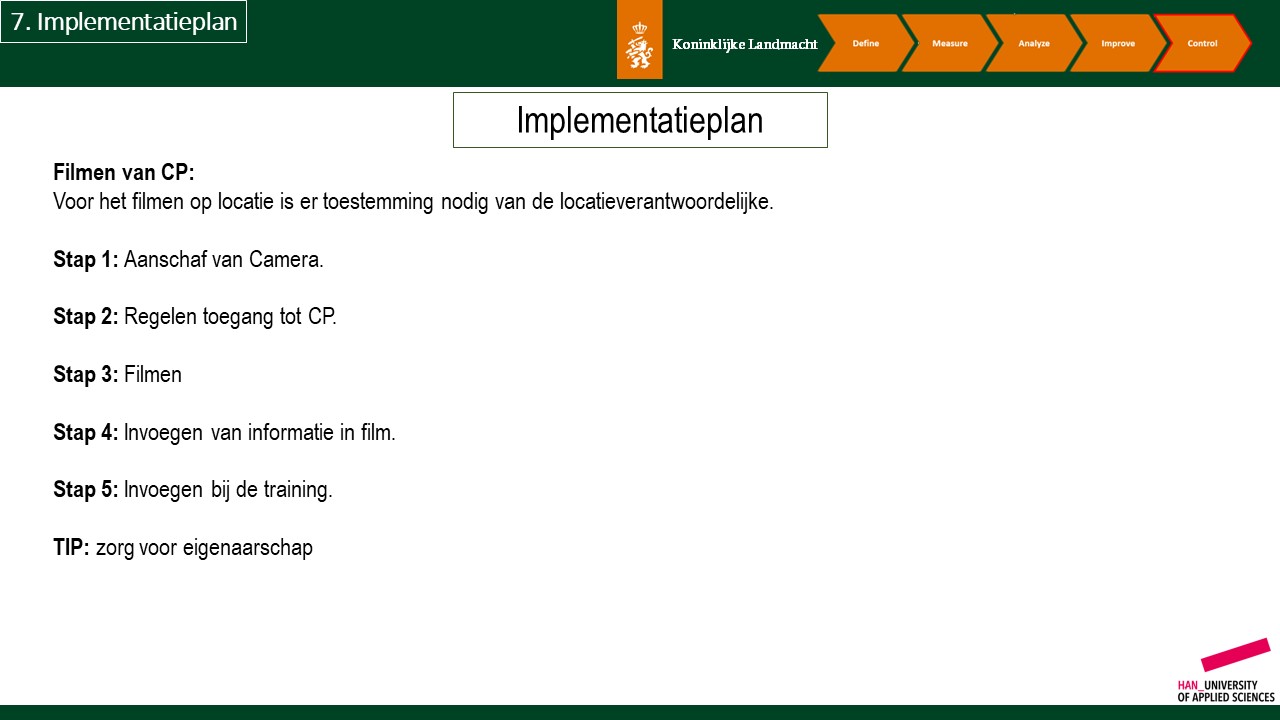 7. Implementatieplan
Koninklijke Landmacht
Define
Measure
Analyze
Improve
Control
Implementatieplan
Filmen van CP:
Voor het filmen op locatie is er toestemming nodig van de locatieverantwoordelijke.
Stap 1: Aanschaf van Camera.
Stap 2: Regelen toegang tot CP.
Stap 3: Filmen
Stap 4: Invoegen van informatie in film.
Stap 5: Invoegen bij de training.
TIP: zorg voor eigenaarschap
HAN_UNIVERSITY
OF APPLIED SCIENCES